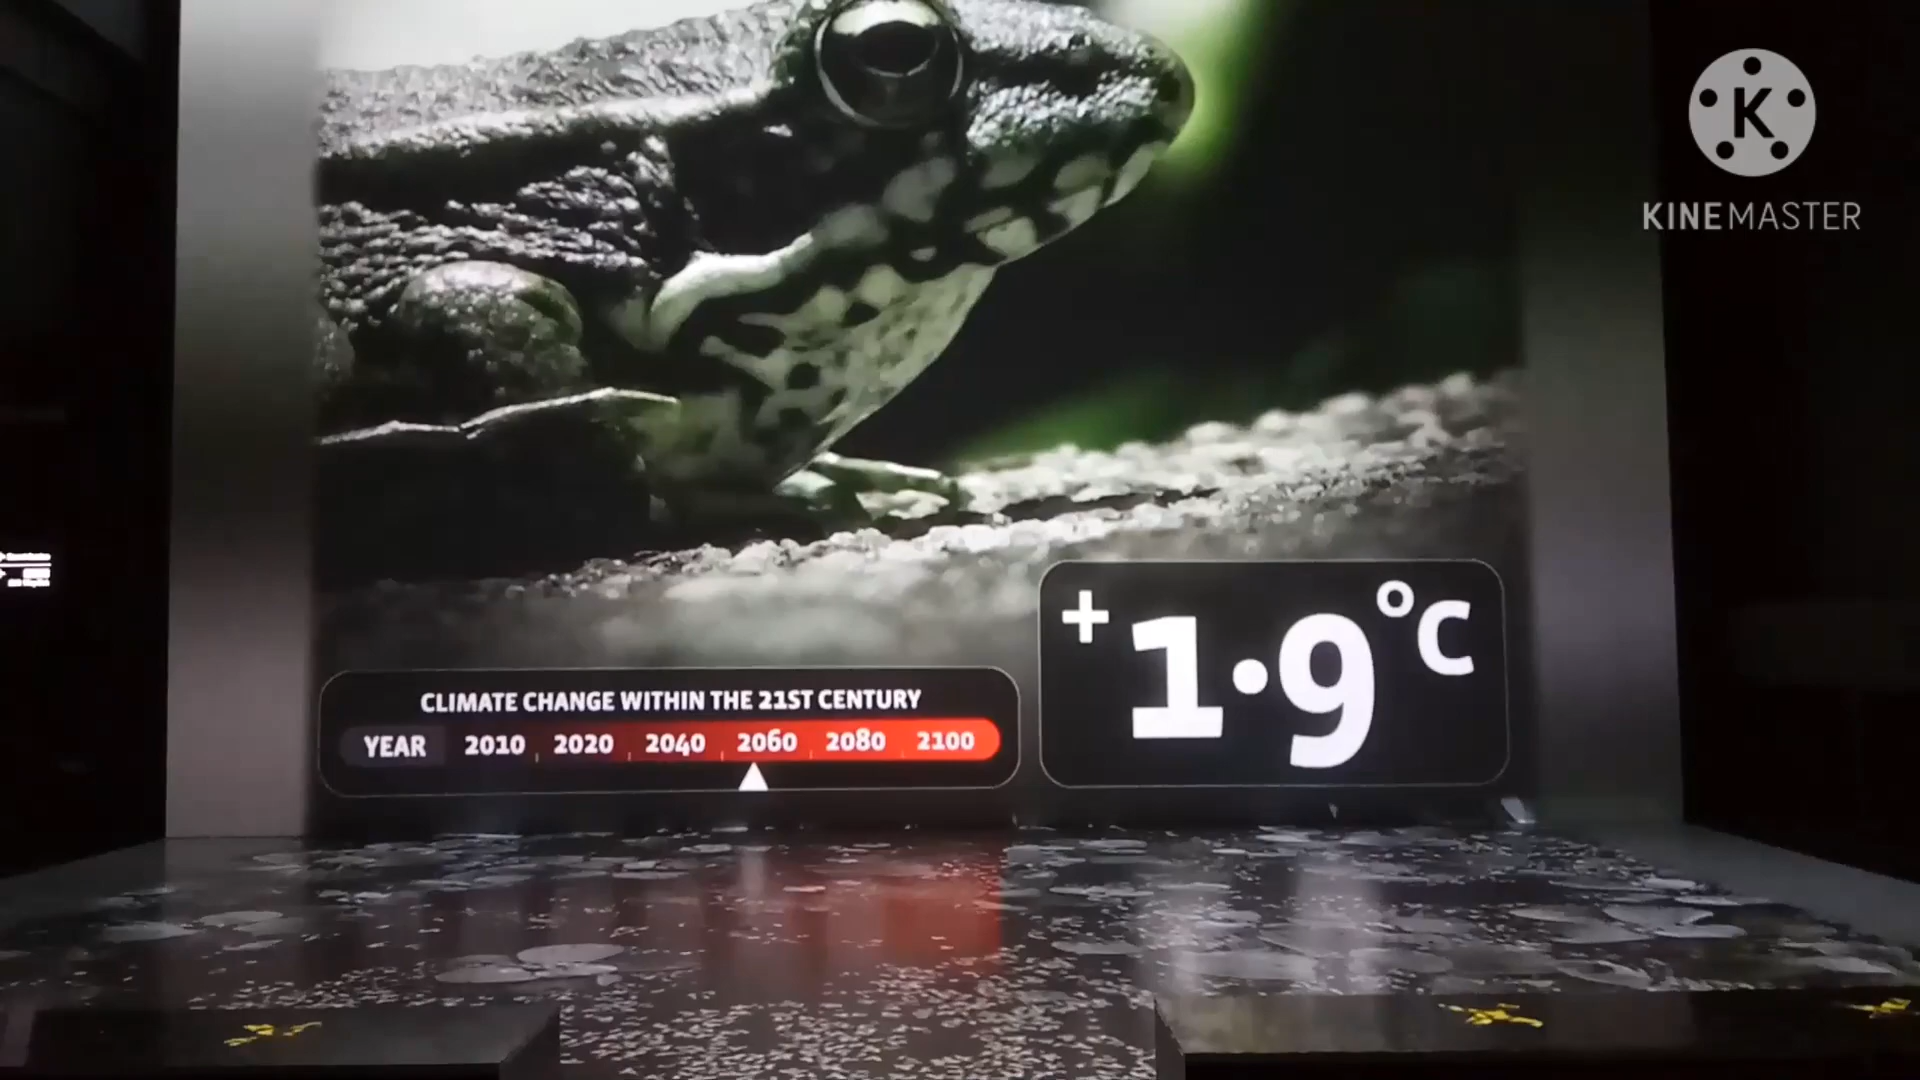 K
KINEMASTER
+1.9°C
CLIMATE CHANGE WITHIN THE 21ST CENTURY
YEAR 2010 2020 2040 2060 2080 2100